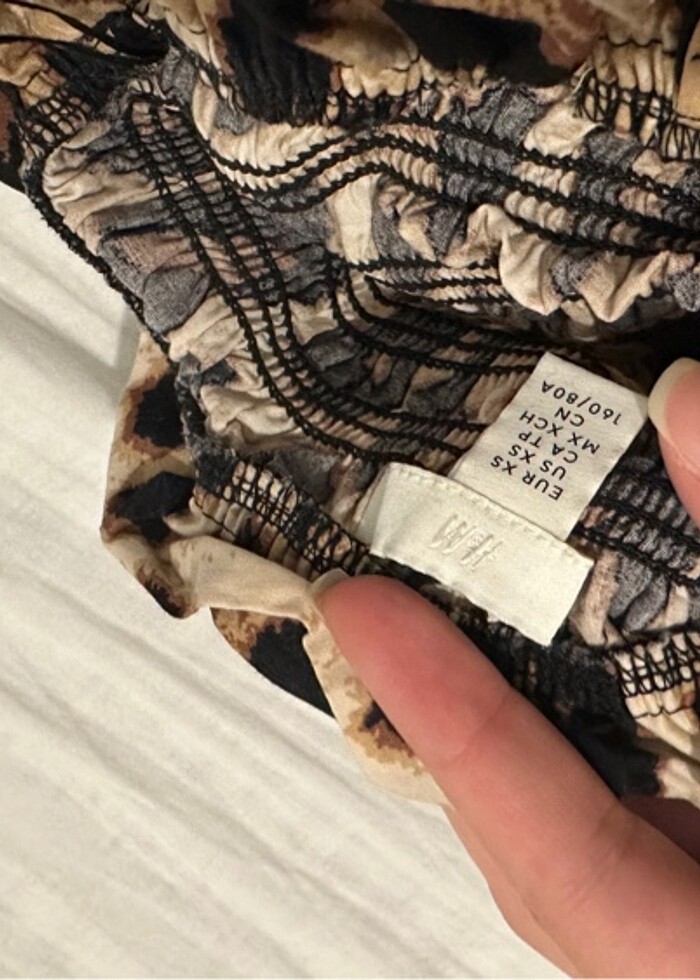 H&M
EUR XS
US XS
CA TP
MX XCH
CN
160/80A